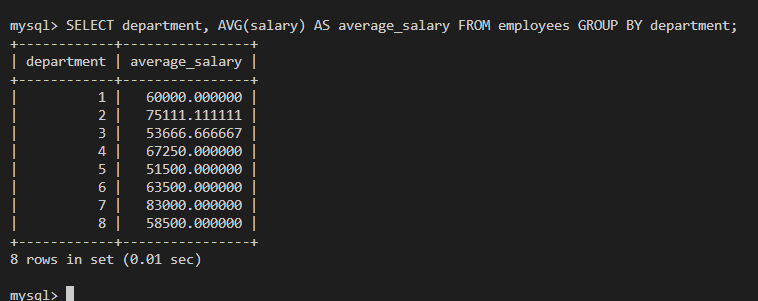 mysql> SELECT department, AVG(salary) AS average_salary FROM employees GROUP BY department;
+------------+----------------+
| department | average_salary |
+------------+----------------+
|          1 |   60000.000000 |
|          2 |   75111.111111 |
|          3 |   53666.666667 |
|          4 |   67250.000000 |
|          5 |   51500.000000 |
|          6 |   63500.000000 |
|          7 |   83000.000000 |
|          8 |   58500.000000 |
+------------+----------------+
8 rows in set (0.01 sec)
mysql>